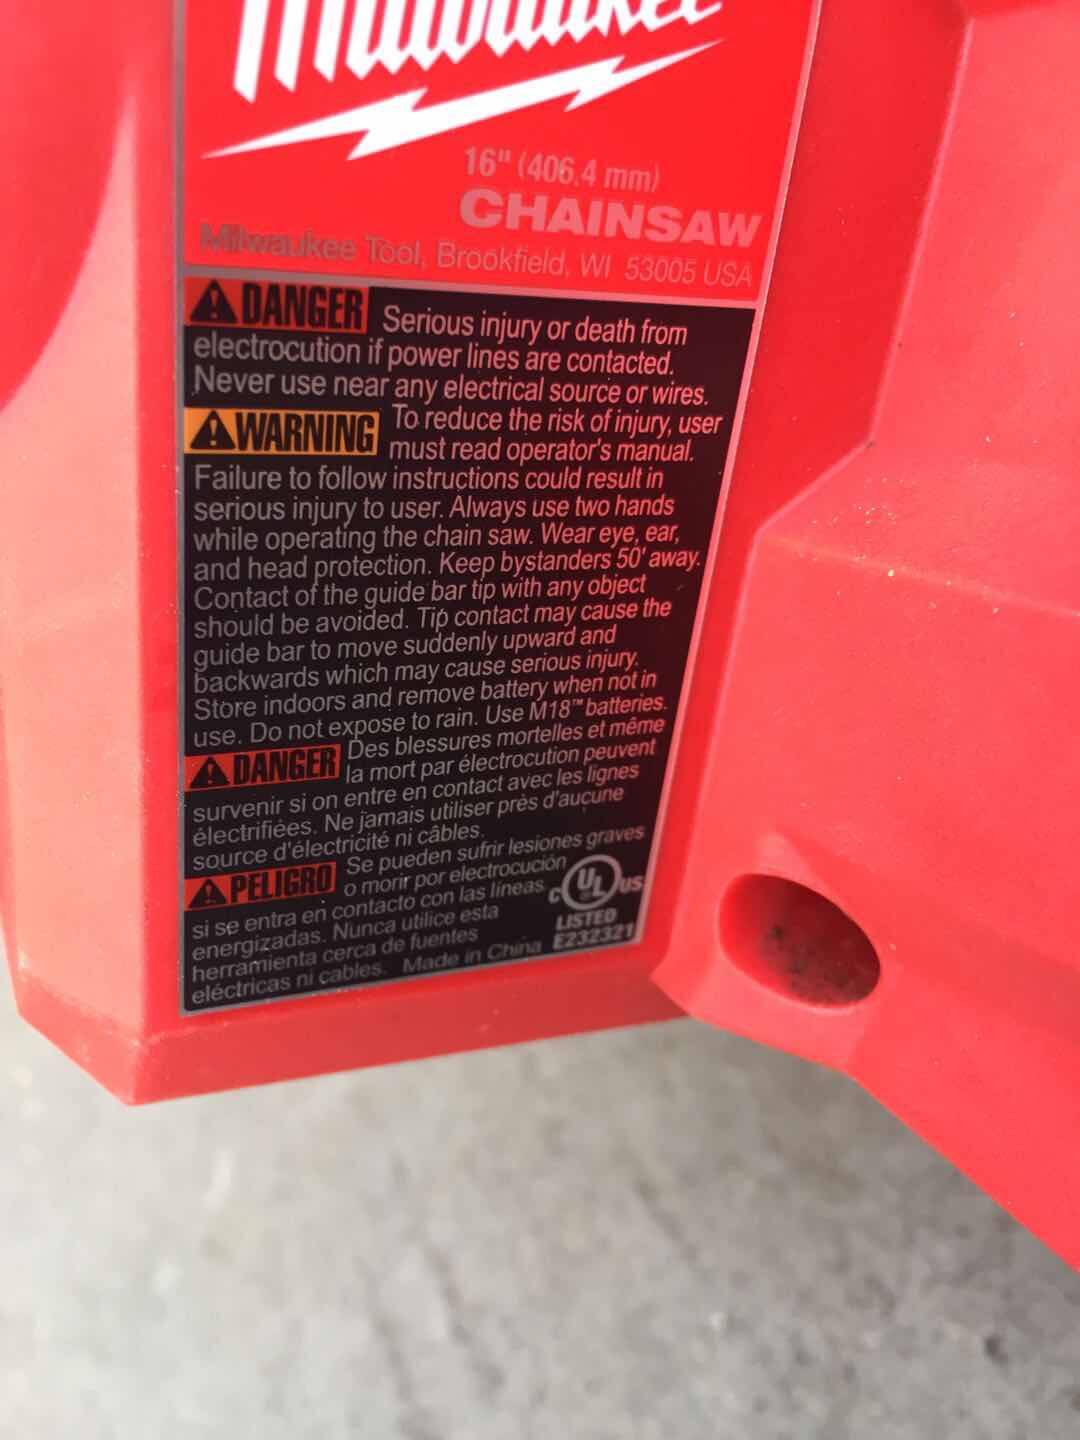 Milwaukee
16" (406.4 mm)
CHAINSAW
Milwaukee Tool, Brookfield, WI 53005 USA
DANGER Serious injury or death from
electrocution if power lines are contacted.
Never use near any electrical source or wires.
WARNING To reduce the risk of injury, user
must read operator's manual.
Failure to follow instructions could result in
serious injury to user. Always use two hands
while operating the chain saw. Wear eye, ear,
and head protection. Keep bystanders 50' away.
Contact of the guide bar tip with any object
should be avoided. Tip contact may cause the
guide bar to move suddenly upward and
backwards which may cause serious injury.
Store indoors and remove battery when not in
use. Do not expose to rain. Use M18™ batteries.
DANGER Des blessures mortelles et même
la mort par électrocution peuvent
survenir si on entre en contact avec les lignes
électrifiées. Ne jamais utiliser près d'aucune
source d'électricité ni câbles.
PELIGRO Se pueden sufrir lesiones graves
o morir por electrocución
si se entra en contacto con las líneas
energizadas. Nunca utilice esta
herramienta cerca de fuentes
eléctricas ni cables. Made in China
C UL US
LISTED
E232321